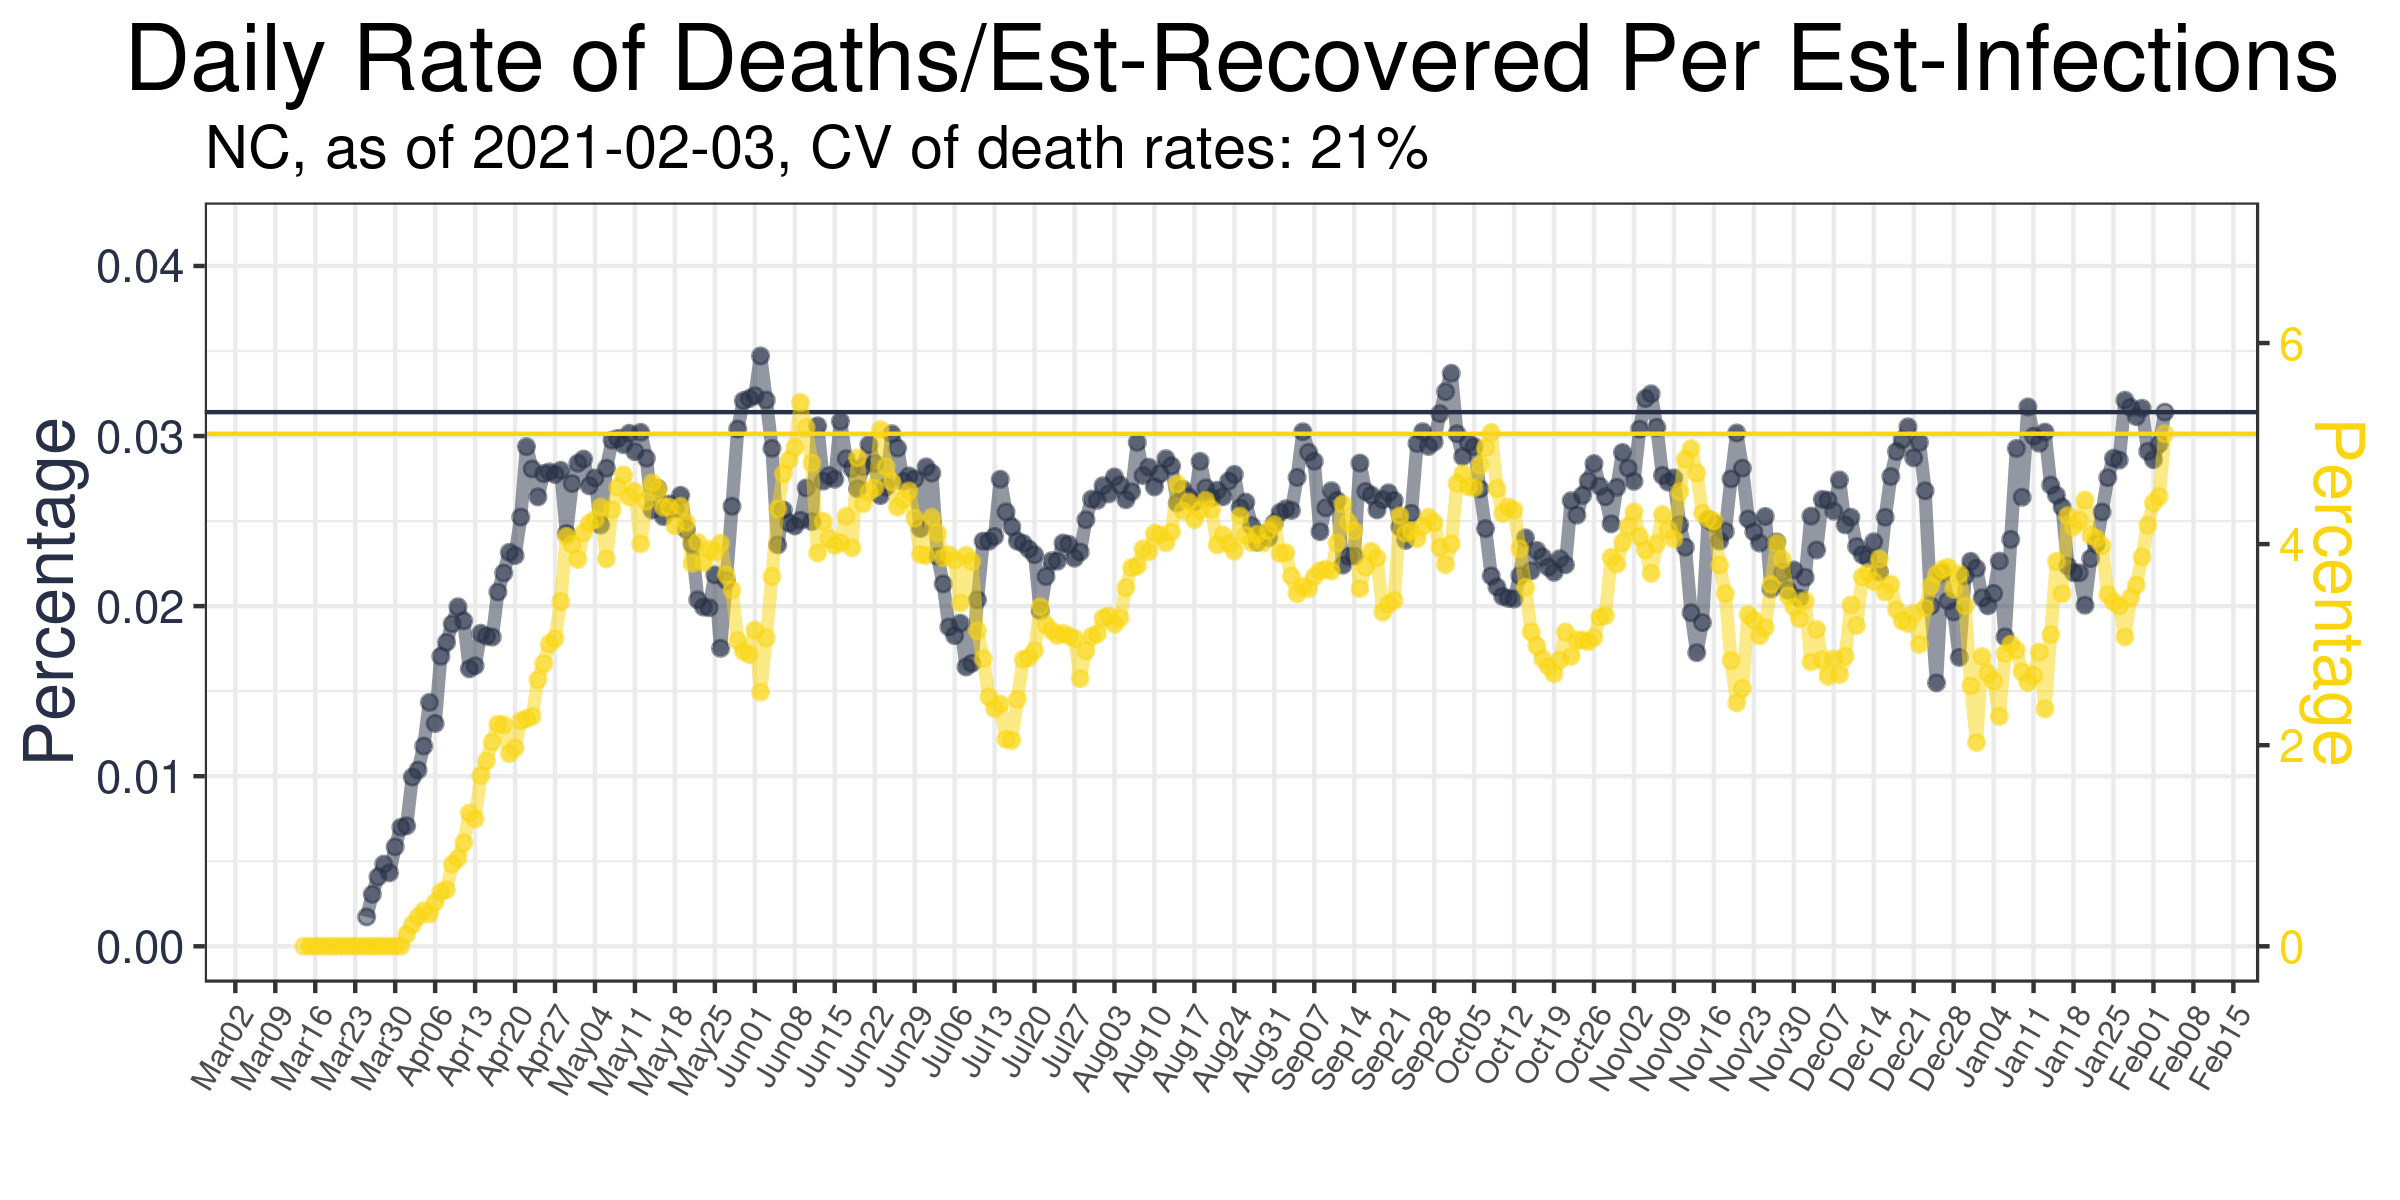 Daily Rate of Deaths/Est-Recovered Per Est-Infections
NC, as of 2021-02-03, CV of death rates: 21%
Percentage
0.04
0.03
0.02
0.01
0.00
6
4
2
0
Percentage
Mar02
Mar09
Mar16
Mar23
Mar30
Apr06
Apr13
Apr20
Apr27
May04
May11
May18
May25
Jun01
Jun08
Jun15
Jun22
Jun29
Jul06
Jul13
Jul20
Jul27
Aug03
Aug10
Aug17
Aug24
Aug31
Sep07
Sep14
Sep21
Sep28
Oct05
Oct12
Oct19
Oct26
Nov02
Nov09
Nov16
Nov23
Nov30
Dec07
Dec14
Dec21
Dec28
Jan04
Jan11
Jan18
Jan25
Feb01
Feb08
Feb15